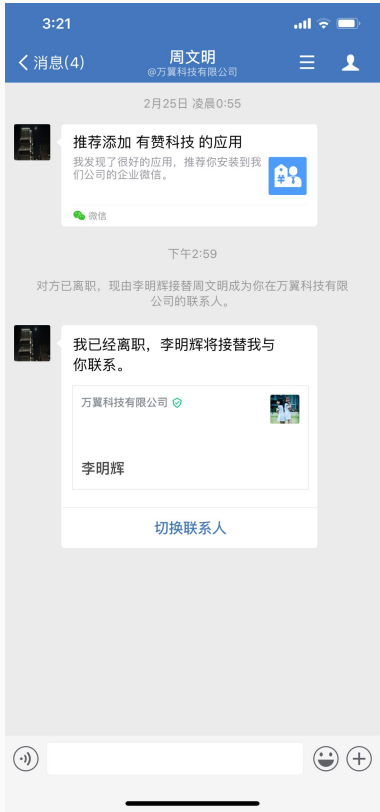 3:21
消息(4)
周文明
@万翼科技有限公司
2月25日 凌晨0:55
推荐添加 有赞科技 的应用
我发现了很好的应用，推荐你安装到我
们公司的企业微信。
微信
下午2:59
对方已离职，现由李明辉接替周文明成为你在万翼科技有限
公司的联系人。
我已经离职，李明辉将接替我与
你联系。
万翼科技有限公司
李明辉
切换联系人